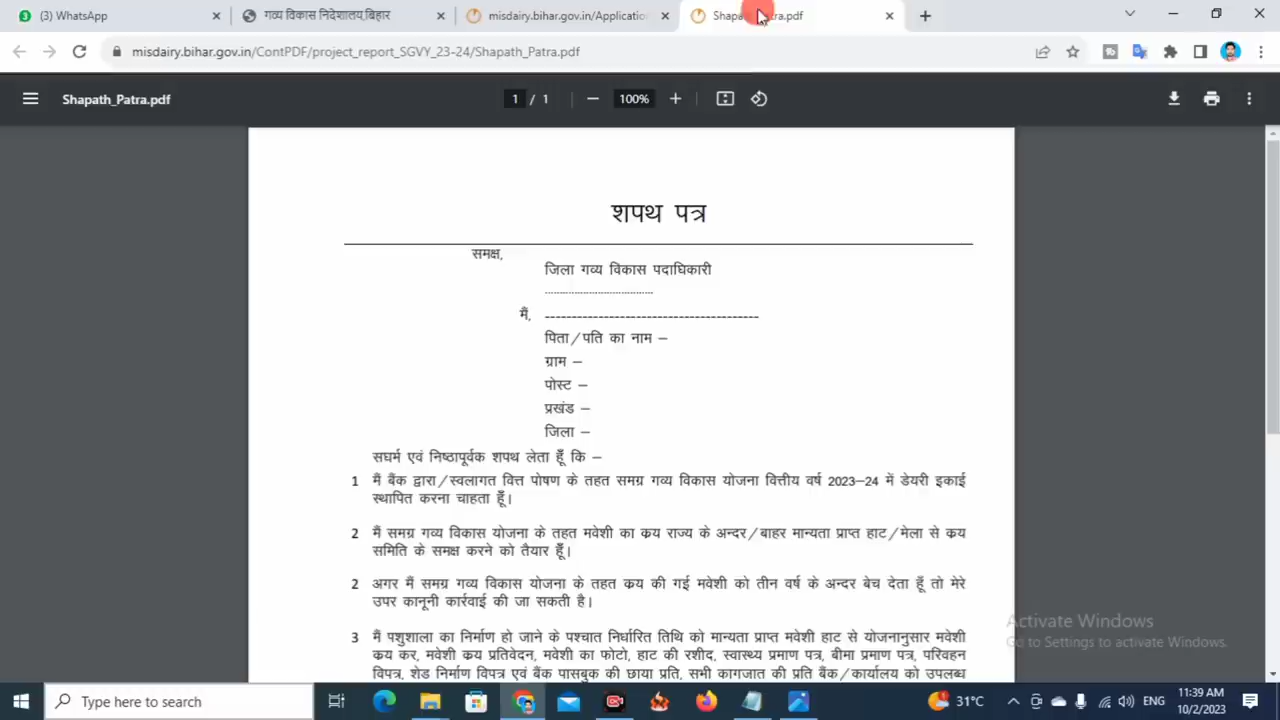 (3) WhatsApp
गव्य विकास निदेशालय,बिहार
misdairy.bihar.gov.in/Applicatio
Shapath_Patra.pdf
misdairy.bihar.gov.in/ContPDF/project_report_SGVY_23-24/Shapath_Patra.pdf
Shapath_Patra.pdf
1 / 1
100%
शपथ पत्र
समक्ष,
जिला गव्य विकास पदाधिकारी
....................................
मैं, ----------------------------------------
पिता/पति का नाम –
ग्राम –
पोस्ट –
प्रखंड –
जिला –
सघर्म एवं निष्ठापूर्वक शपथ लेता हूँ कि –
1 मैं बैंक द्वारा/स्वलागत वित्त पोषण के तहत समग्र गव्य विकास योजना वित्तीय वर्ष 2023–24 में डेयरी इकाई
स्थापित करना चाहता हूँ।
2 मैं समग्र गव्य विकास योजना के तहत मवेशी का क्रय राज्य के अन्दर/बाहर मान्यता प्राप्त हाट/मेला से क्रय
समिति के समक्ष करने को तैयार हूँ।
2 अगर मैं समग्र गव्य विकास योजना के तहत क्रय की गई मवेशी को तीन वर्ष के अन्दर बेच देता हूँ तो मेरे
उपर कानूनी कार्रवाई की जा सकती है।
3 मैं पशुशाला का निर्माण हो जाने के पश्चात निर्धारित तिथि को मान्यता प्राप्त मवेशी हाट से योजनानुसार मवेशी
क्रय कर, मवेशी क्रय प्रतिवेदन, मवेशी का फोटो, हाट की रशीद, स्वास्थ्य प्रमाण पत्र, बीमा प्रमाण पत्र, परिवहन
विपत्र, शेड निर्माण विपत्र एवं बैंक पासबुक की छाया प्रति, सभी कागजात की प्रति बैंक/कार्यालय को उपलब्ध
Activate Windows
Go to Settings to activate Windows.
Type here to search
31°C
ENG
11:39 AM
10/2/2023